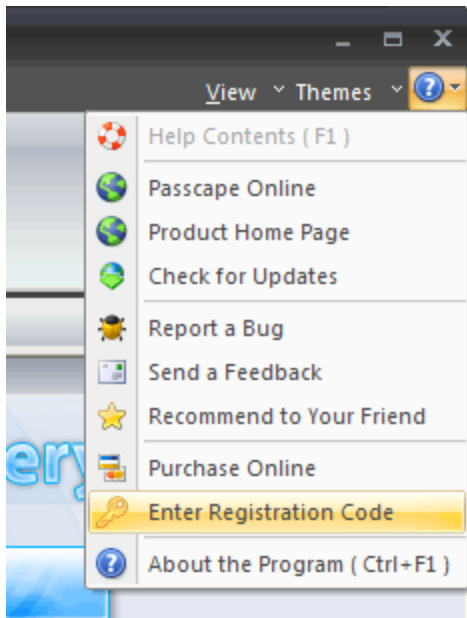 View Themes
Help Contents ( F1 )
Passcape Online
Product Home Page
Check for Updates
Report a Bug
Send a Feedback
Recommend to Your Friend
Purchase Online
ery
Enter Registration Code
About the Program ( Ctrl+F1 )